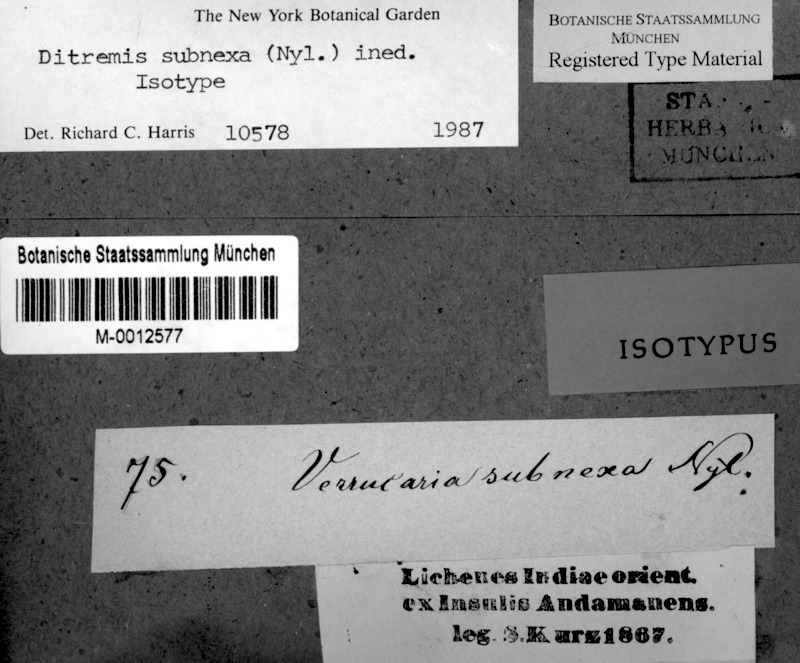 The New York Botanical Garden
Ditremis subnexa (Nyl.) ined.
Isotype
Det. Richard C. Harris 10578 1987
BOTANISCHE STAATSSAMMLUNG
MÜNCHEN
Registered Type Material
HERBA
MÜNCHEN
Botanische Staatssammlung München
M-0012577
ISOTYPUS
75. Verrucaria subnexa Nyl.
Lichenes Indiae orient.
ex Insulis Andamanens.
leg. S. Kurz 1867.